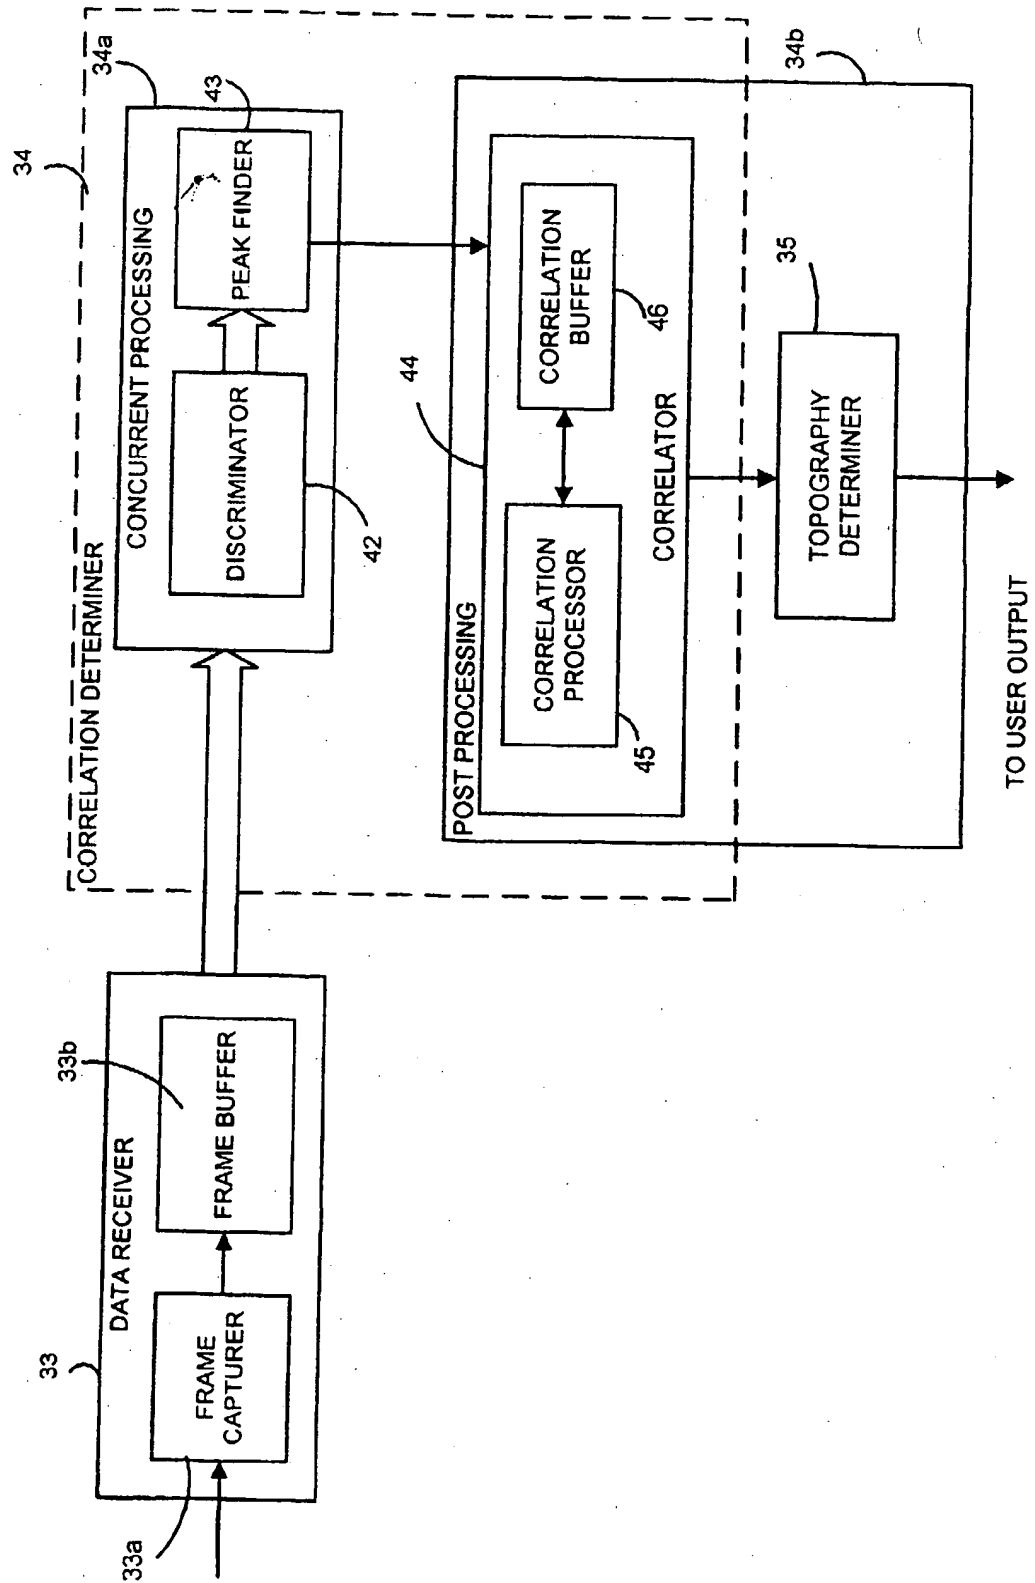 33
DATA RECEIVER
33a
FRAME
CAPTURER
33b
FRAME BUFFER
34
CORRELATION DETERMINER
34a
CONCURRENT PROCESSING
DISCRIMINATOR
42
PEAK FINDER
43
34b
POST PROCESSING
44
CORRELATION
PROCESSOR
45
CORRELATION
BUFFER
46
CORRELATOR
35
TOPOGRAPHY
DETERMINER
TO USER OUTPUT